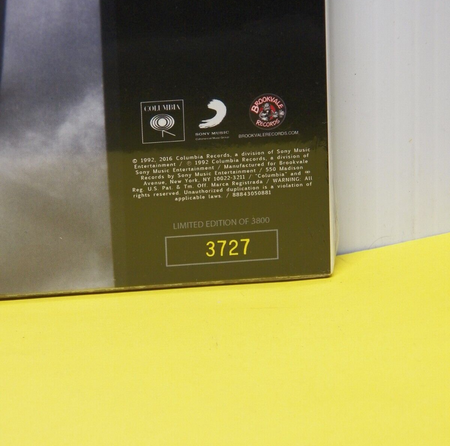 COLUMBIA
SONY MUSIC
BROOKVALE
RECORDS
BROOKVALERECORDS.COM
© 1992, 2016 Columbia Records, a division of Sony Music
Entertainment / ℗ 1992 Columbia Records, a division of
Sony Music Entertainment / Manufactured for Brookvale
Records by Sony Music Entertainment / 550 Madison
Avenue, New York, NY 10022-3211 / "Columbia" and ™
Reg. U.S. Pat. & Tm. Off. Marca Registrada / WARNING: All
rights reserved. Unauthorized duplication is a violation of
applicable laws. / 88843050881
LIMITED EDITION OF 3800
3727